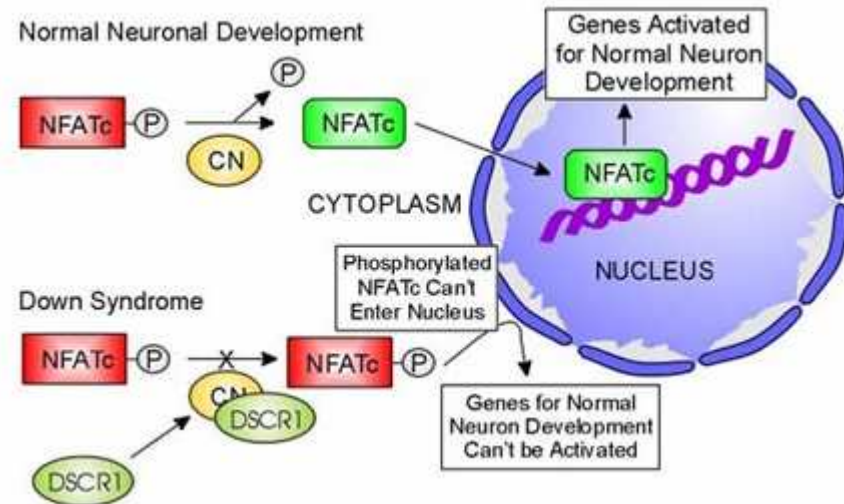 Normal Neuronal Development
Genes Activated
for Normal Neuron
Development
P
NFATc P
CN
NFATc
NFATc
CYTOPLASM
NUCLEUS
Phosphorylated
NFATc Can't
Enter Nucleus
Down Syndrome
NFATc P
X
NFATc P
CN
DSCR1
DSCR1
Genes for Normal
Neuron Development
Can't be Activated